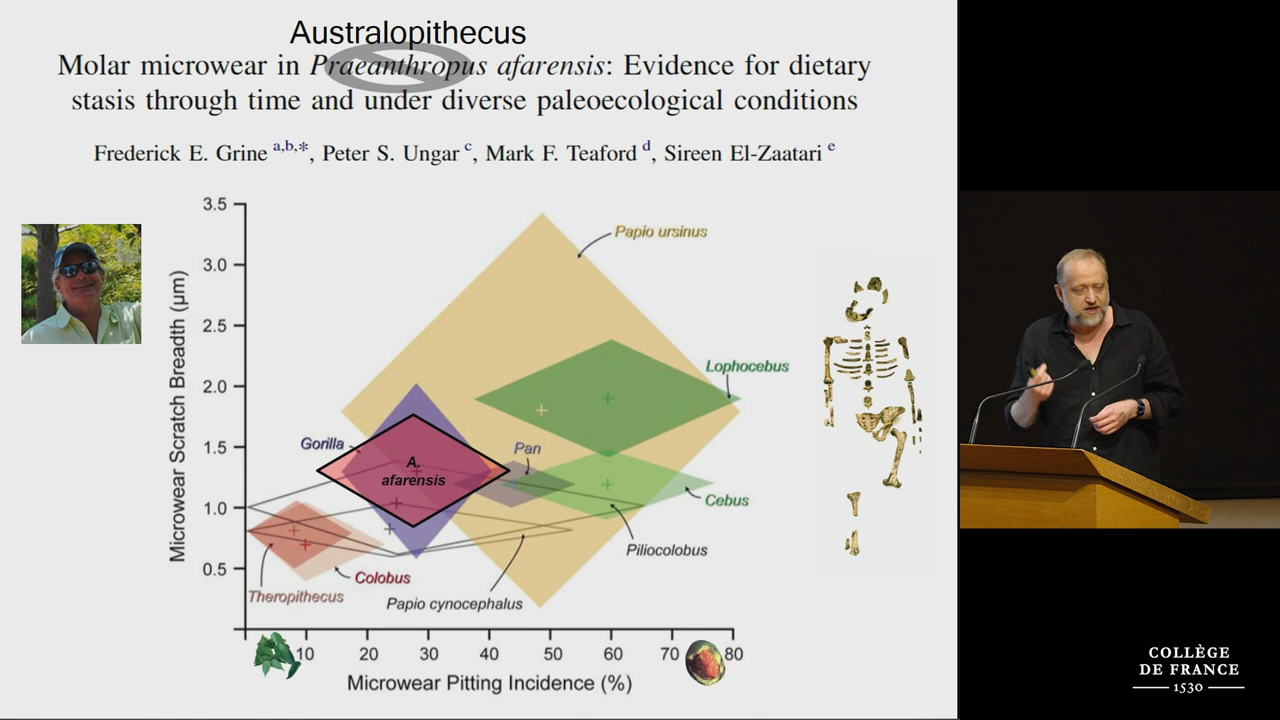 Australopithecus
Molar microwear in Praeanthropus afarensis: Evidence for dietary
stasis through time and under diverse paleoecological conditions
Frederick E. Grine a,b,*, Peter S. Ungar c, Mark F. Teaford d, Sireen El-Zaatari e
Microwear Scratch Breadth (μm)
3.5
3.0
2.5
2.0
1.5
1.0
0.5
Papio ursinus
Lophocebus
Gorilla
A.
afarensis
Pan
Cebus
Piliocolobus
Colobus
Theropithecus
Papio cynocephalus
10 20 30 40 50 60 70 80
Microwear Pitting Incidence (%)
COLLÈGE
DE FRANCE
1530